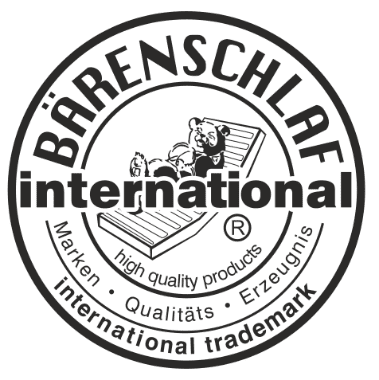 BÄRENSCHLAF
international
®
high quality products
Marken · Qualitäts · Erzeugnis
international trademark